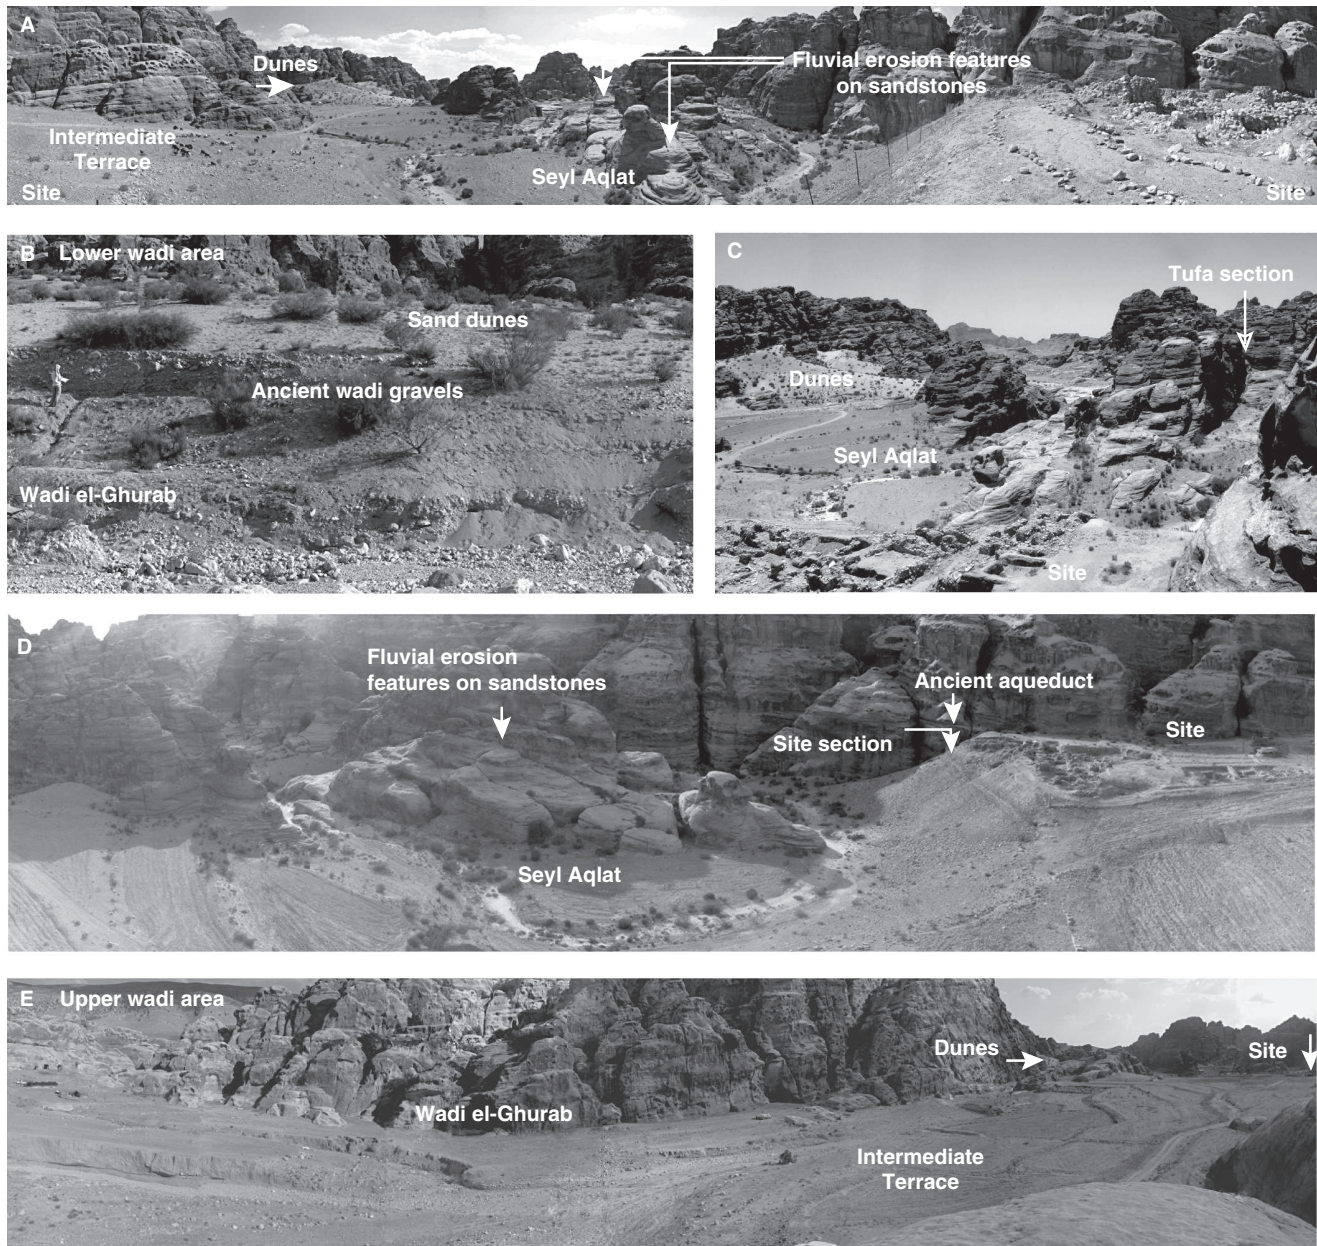 A
Dunes
Fluvial erosion features
on sandstones
Intermediate
Terrace
Seyl Aqlat
Site
Site
B
Lower wadi area
Sand dunes
Ancient wadi gravels
Wadi el-Ghurab
C
Tufa section
Dunes
Seyl Aqlat
Site
D
Fluvial erosion
features on sandstones
Ancient aqueduct
Site section
Site
Seyl Aqlat
E
Upper wadi area
Dunes
Site
Wadi el-Ghurab
Intermediate
Terrace